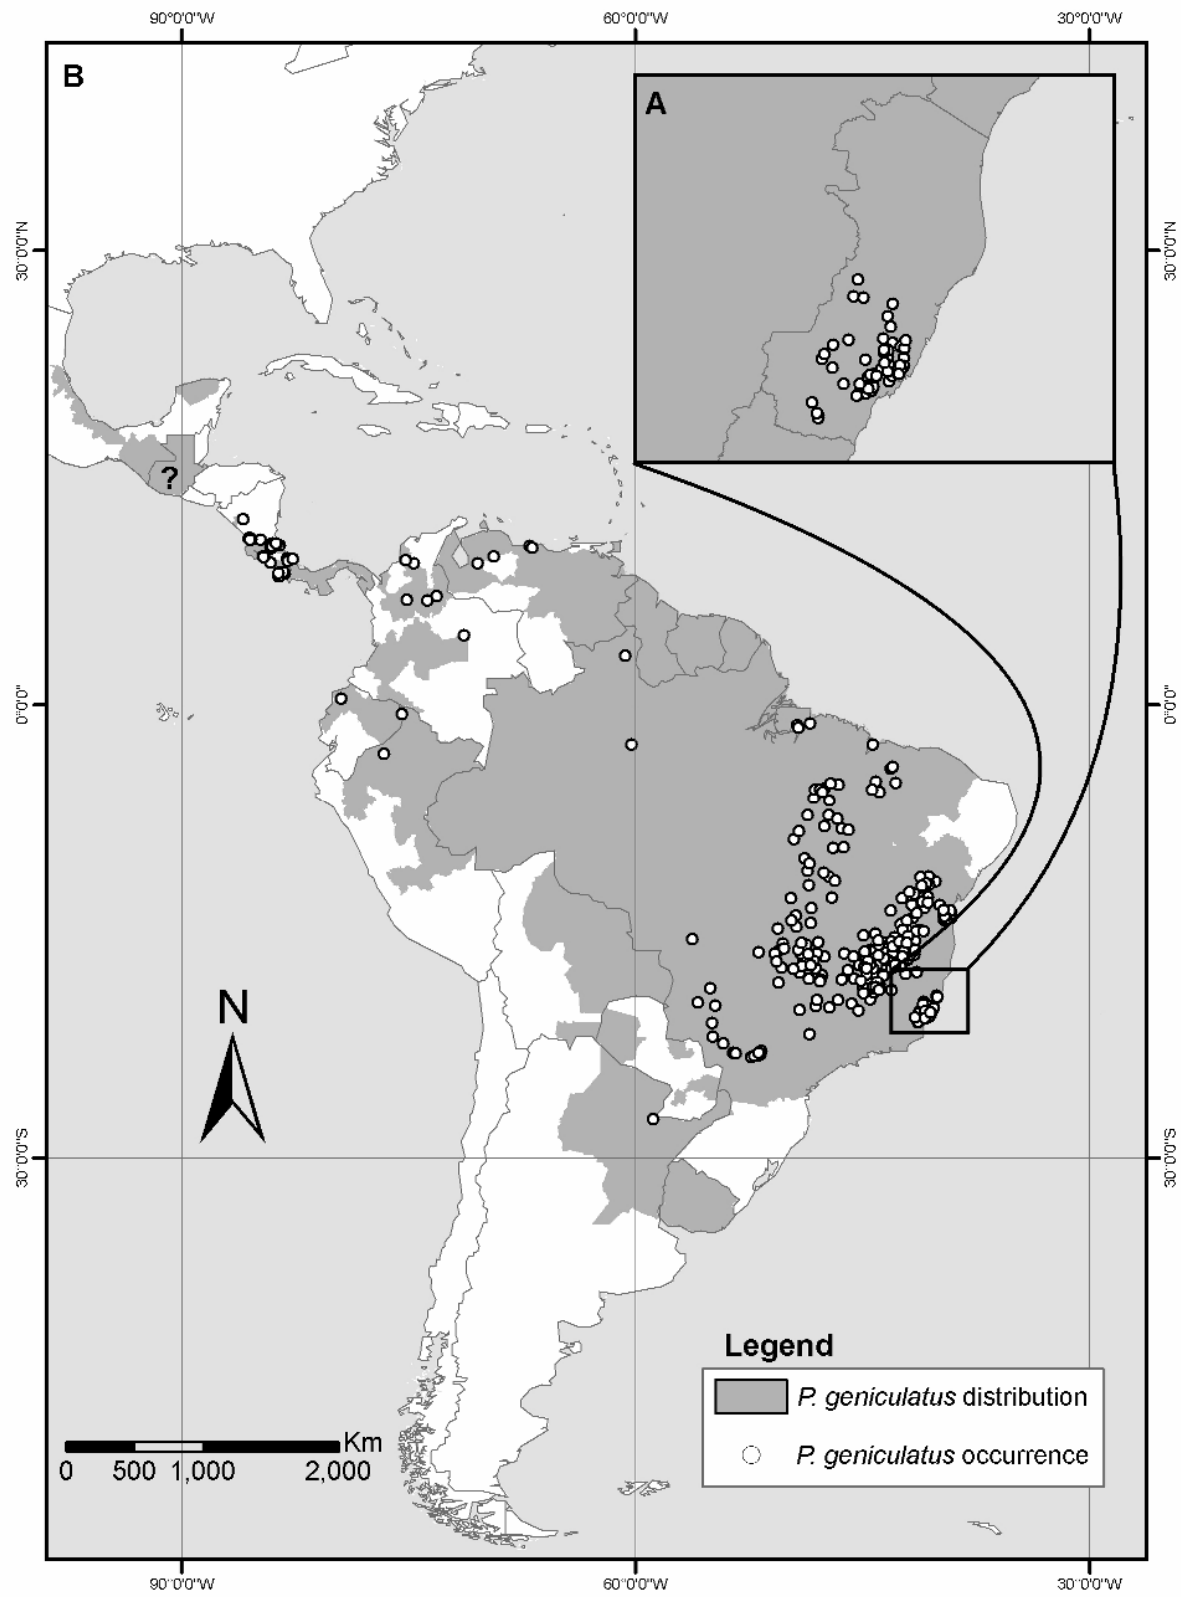 90°0'0"W 60°0'0"W 30°0'0"W
B
A
30°0'0"N 30°0'0"N
?
0°0'0" 0°0'0"
N
30°0'0"S 30°0'0"S
Legend
P. geniculatus distribution
P. geniculatus occurrence
Km
0 500 1,000 2,000
90°0'0"W 60°0'0"W 30°0'0"W